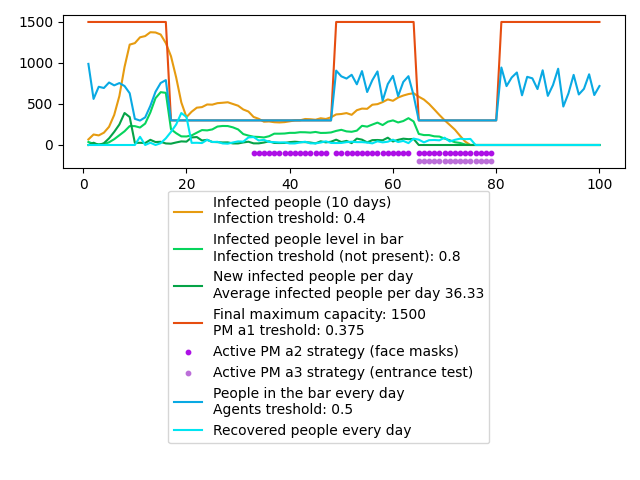 1500
1000
500
0
0
20
40
60
80
100
Infected people (10 days)
Infection treshold: 0.4
Infected people level in bar
Infection treshold (not present): 0.8
New infected people per day
Average infected people per day 36.33
Final maximum capacity: 1500
PM a1 treshold: 0.375
Active PM a2 strategy (face masks)
Active PM a3 strategy (entrance test)
People in the bar every day
Agents treshold: 0.5
Recovered people every day